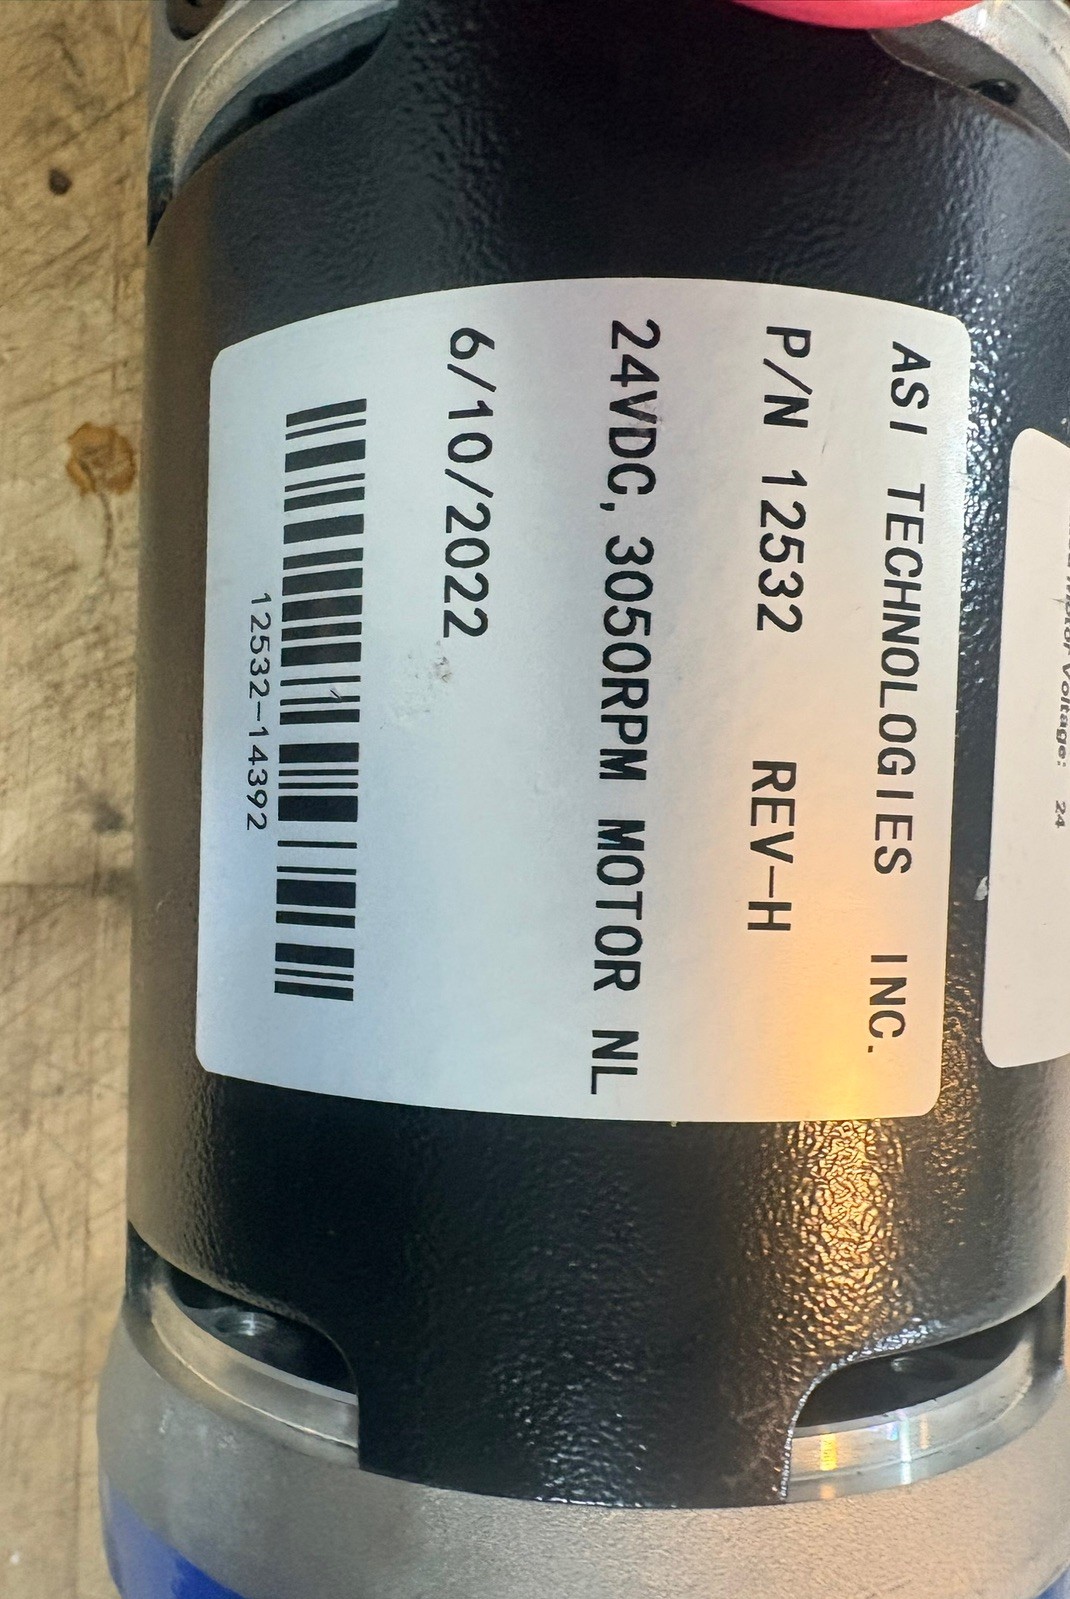 ASI TECHNOLOGIES INC.
P/N 12532 REV-H
24VDC, 3050RPM MOTOR NL
6/10/2022
12532-14392
Voltage: 24